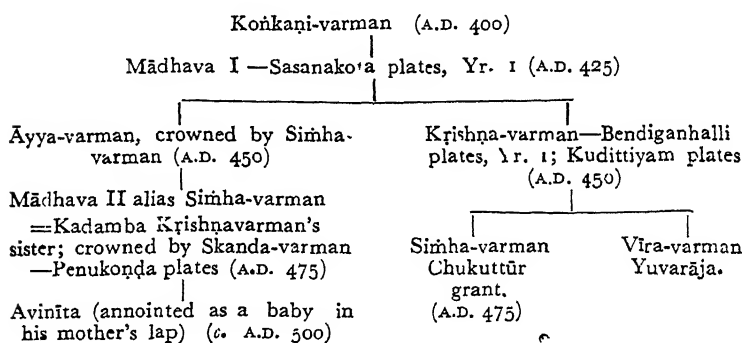 Koṅkaṇi-varman (A.D. 400)
Mādhava I —Sasanako'a plates, Yr. 1 (A.D. 425)
Āyya-varman, crowned by Siṁha-
varman (A.D. 450)
Mādhava II alias Siṁha-varman
=Kadamba Kṛishṇavarman's
sister; crowned by Skanda-varman
—Penukoṇḍa plates (A.D. 475)
Avinīta (annointed as a baby in
his mother's lap) (c. A.D. 500)
Kṛishṇa-varman—Bendiganhalli
plates, Yr. 1; Kudittiyam plates
(A.D. 450)
Siṁha-varman
Chukuttūr
grant.
(A.D. 475)
Vīra-varman
Yuvarāja.